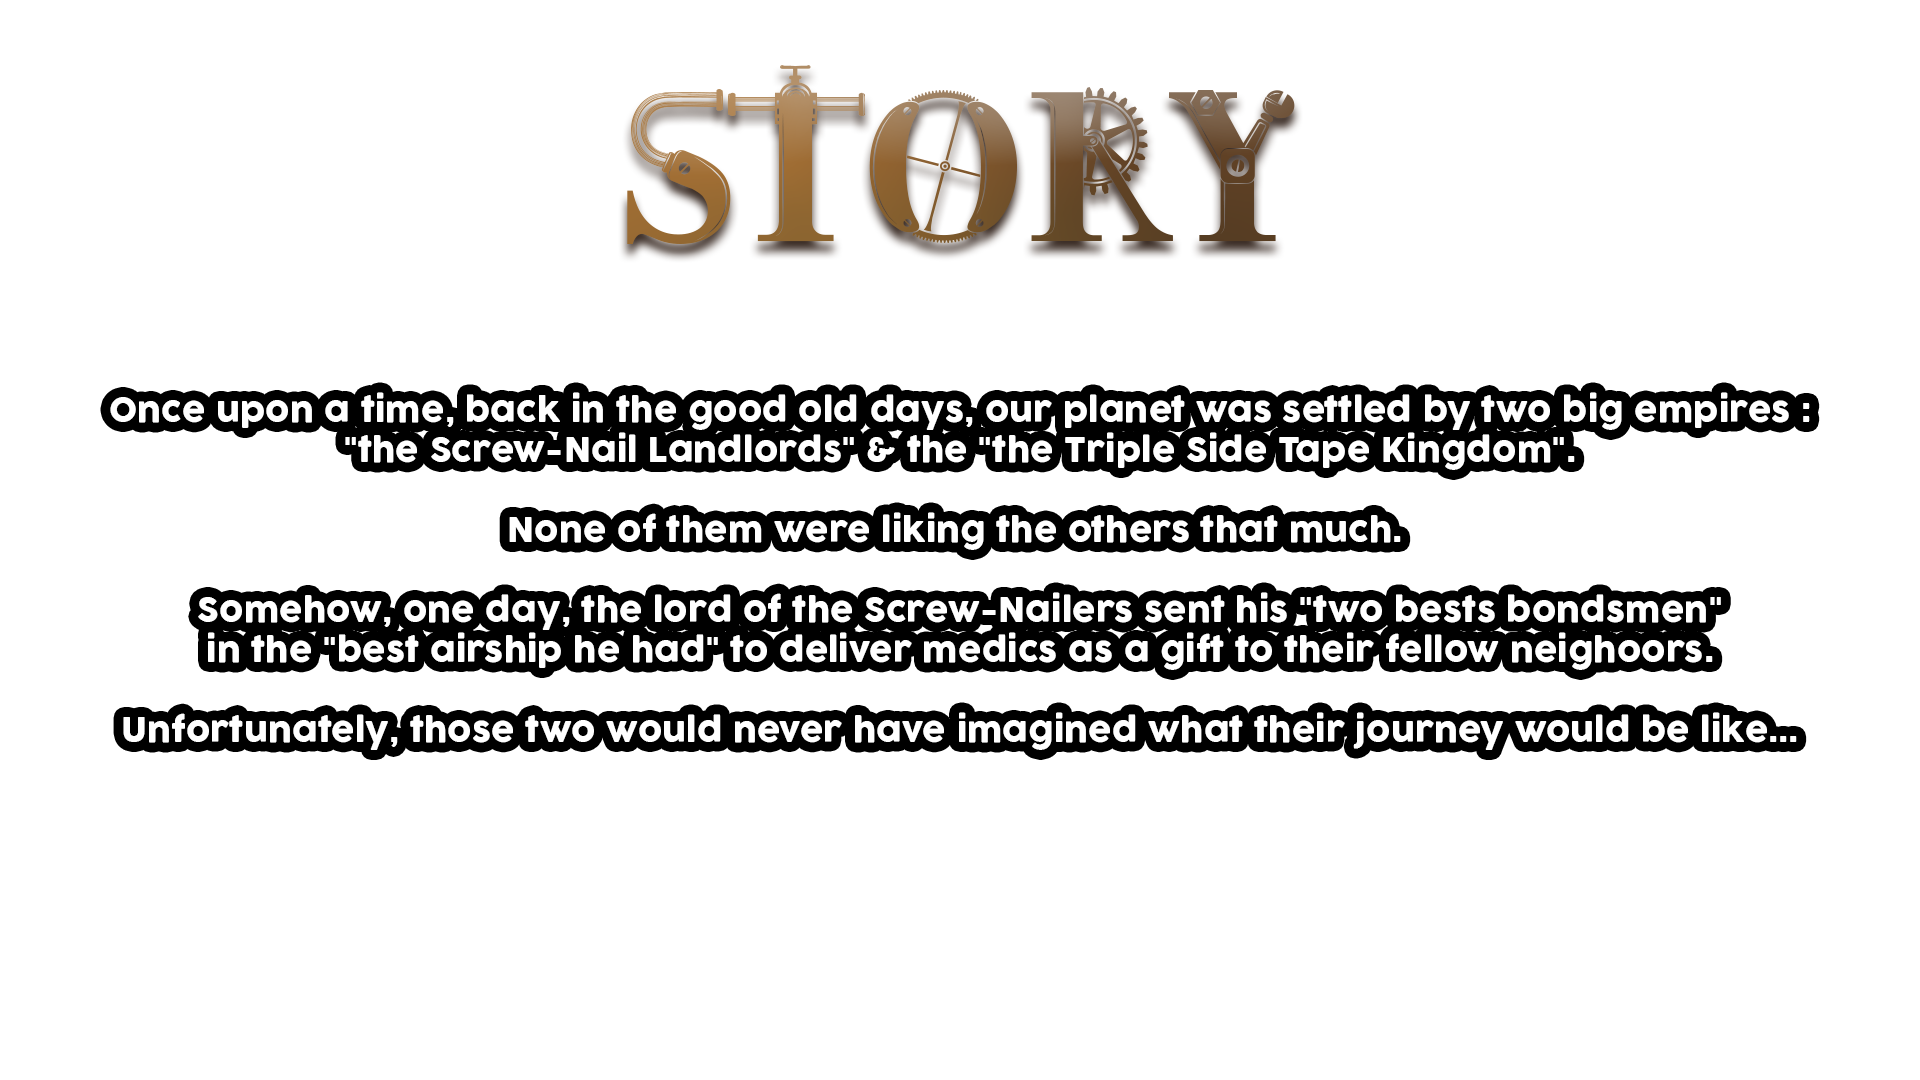 STORY
Once upon a time, back in the good old days, our planet was settled by two big empires :
"the Screw-Nail Landlords" & the "the Triple Side Tape Kingdom".
None of them were liking the others that much.
Somehow, one day, the lord of the Screw-Nailers sent his "two bests bondsmen"
in the "best airship he had" to deliver medics as a gift to their fellow neighoors.
Unfortunately, those two would never have imagined what their journey would be like...